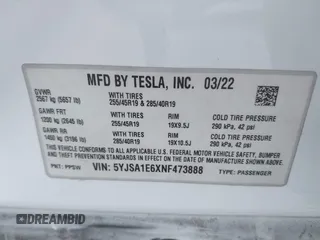 MFD BY TESLA, INC. 03/22
GVWR
2567 kg (5657 lb)
WITH TIRES
255/45R19 & 285/40R19
GAWR FRT
1200 kg (2645 lb)
WITH TIRES
255/45R19
RIM
19X9.5J
COLD TIRE PRESSURE
290 kPa, 42 psi
GAWR RR
1450 kg (3196 lb)
WITH TIRES
285/40R19
RIM
19X10.5J
COLD TIRE PRESSURE
290 kPa, 42 psi
THIS VEHICLE CONFORMS TO ALL APPLICABLE FEDERAL MOTOR VEHICLE SAFETY, BUMPER, AND THEFT PREVENTION STANDARDS IN EFFECT ON THE DATE OF MANUFACTURE SHOWN ABOVE.
PNT: PPSW
VIN: 5YJSA1E6XNF473888
TYPE: PASSENGER
DREAMBID